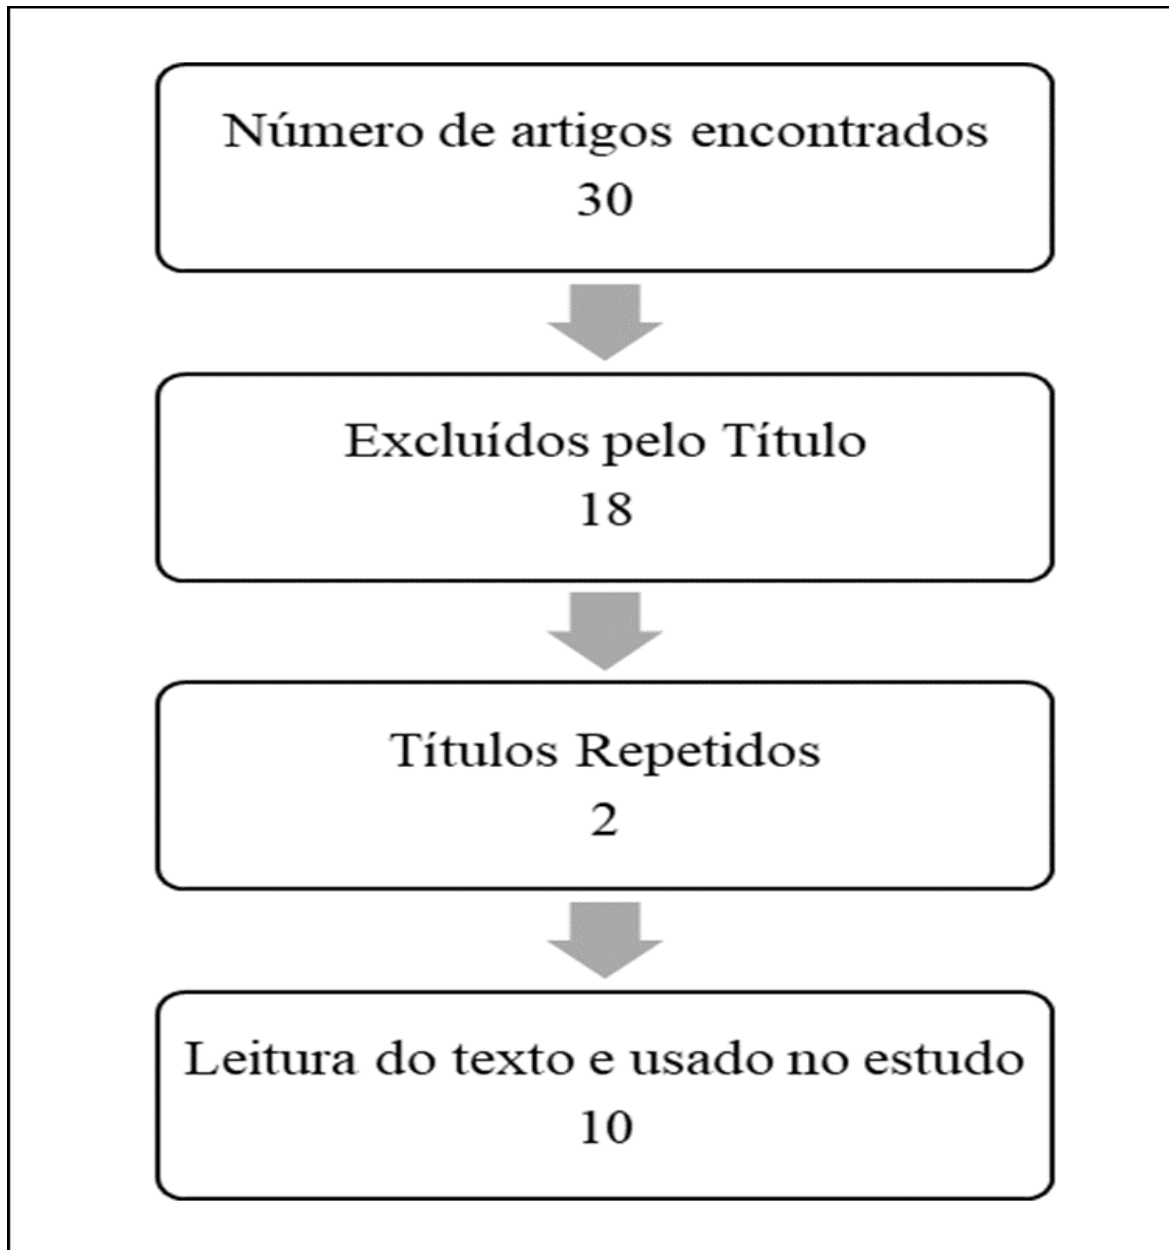 Número de artigos encontrados
30
Excluídos pelo Título
18
Títulos Repetidos
2
Leitura do texto e usado no estudo
10